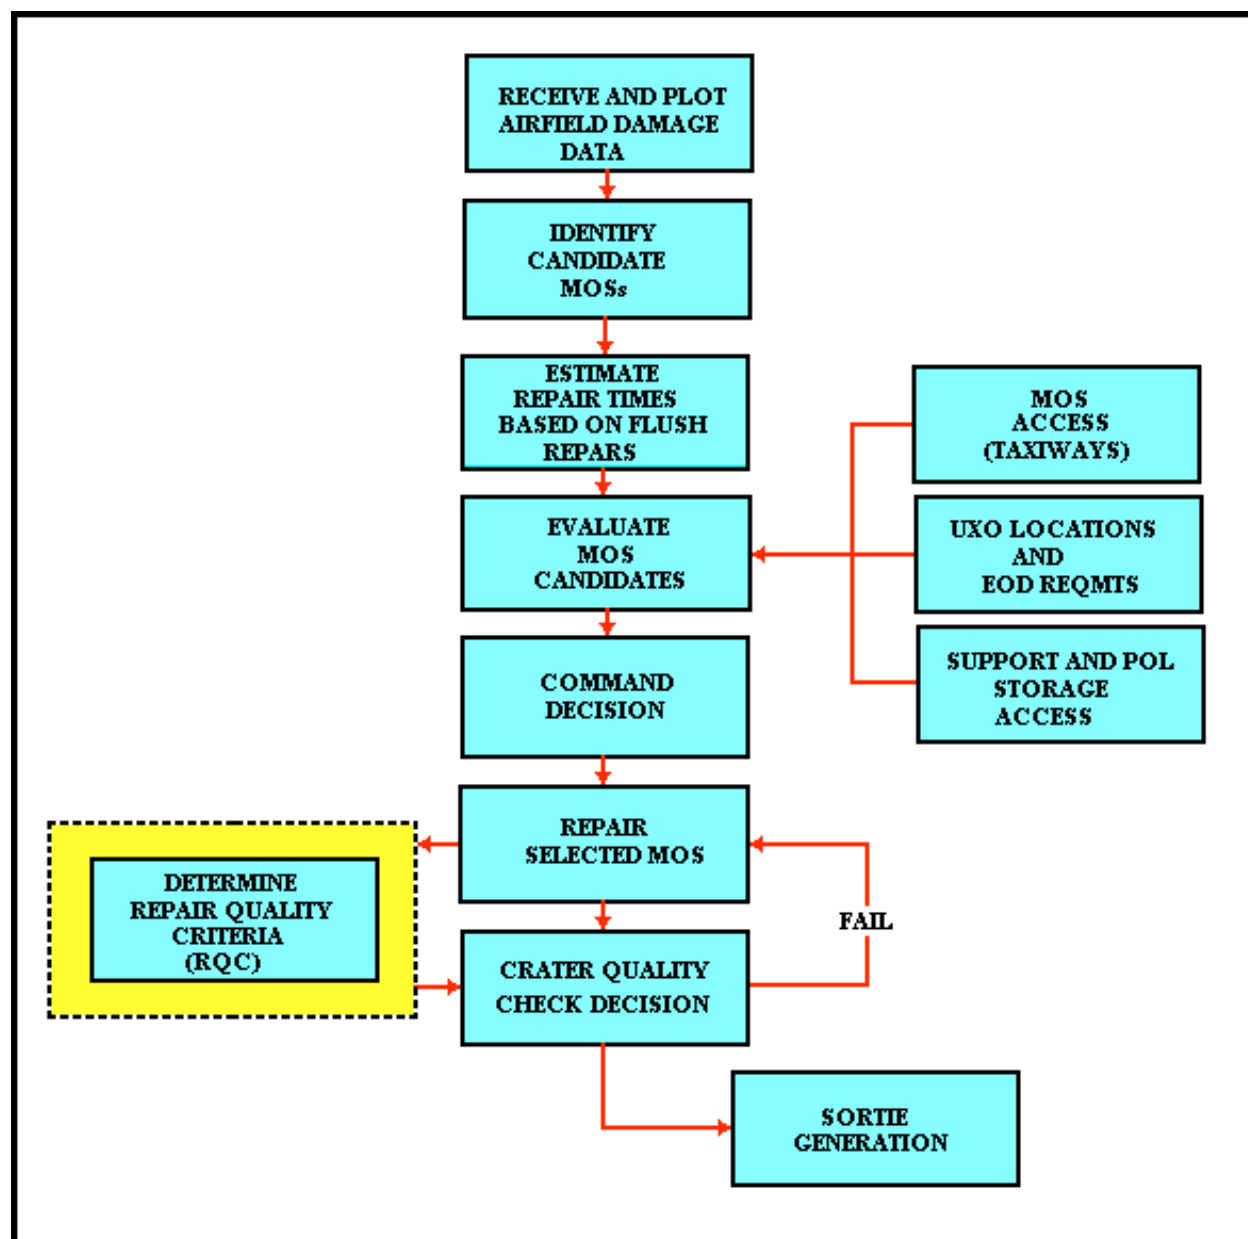 RECEIVE AND PLOT
AIRFIELD DAMAGE
DATA
IDENTIFY
CANDIDATE
MOSs
ESTIMATE
REPAIR TIMES
BASED ON FLUSH
REPARS
MOS
ACCESS
(TAXIWAYS)
EVALUATE
MOS
CANDIDATES
UXO LOCATIONS
AND
EOD REQMTS
COMMAND
DECISION
SUPPORT AND POL
STORAGE
ACCESS
REPAIR
SELECTED MOS
DETERMINE
REPAIR QUALITY
CRITERIA
(RQC)
FAIL
CRATER QUALITY
CHECK DECISION
SORTIE
GENERATION